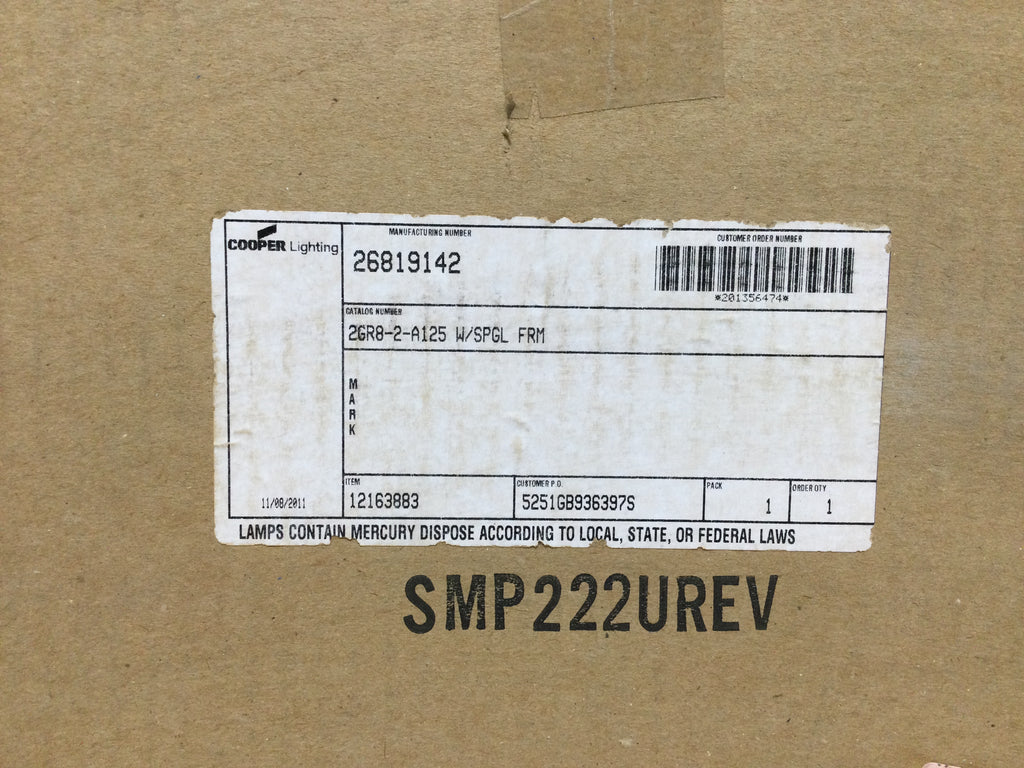 COOPER Lighting
MANUFACTURING NUMBER
26819142
CUSTOMER ORDER NUMBER
*201356474*
CATALOG NUMBER
2GR8-2-A125 W/SPGL FRM
M
A
R
K
11/08/2011
ITEM
12163883
CUSTOMER P.O.
5251GB936397S
PACK
1
ORDER QTY
1
LAMPS CONTAIN MERCURY DISPOSE ACCORDING TO LOCAL, STATE, OR FEDERAL LAWS
SMP222UREV